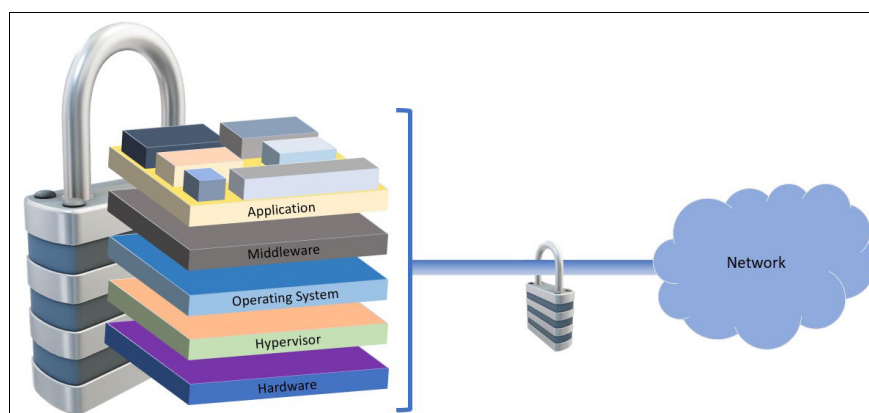 Application
Middleware
Operating System
Hypervisor
Hardware
Network